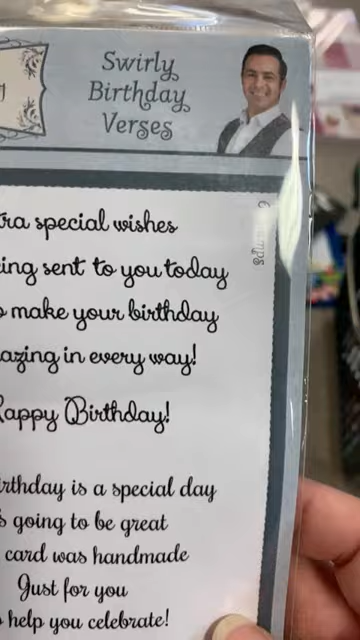 Swirly
Birthday
Verses
special wishes
sent to you today
make your birthday
in every way!
Happy Birthday!
is a special day
going to be great
card was handmade
Just for you
help you celebrate!